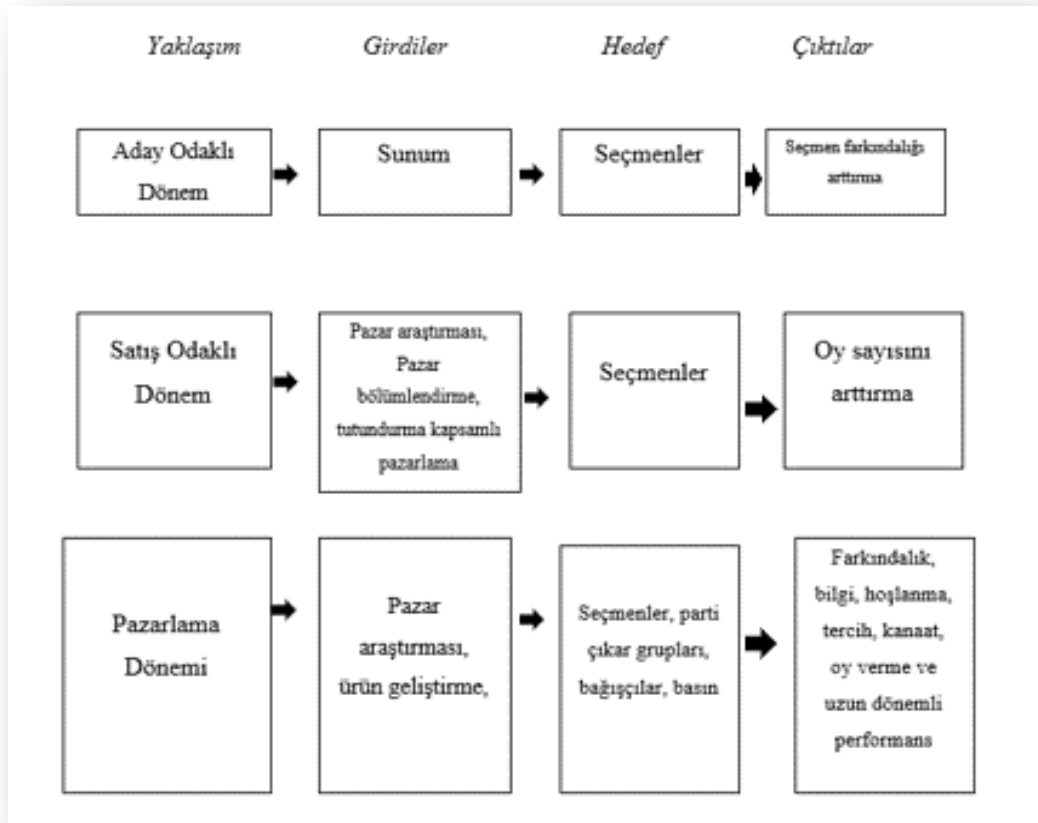 Yaklaşım Girdiler Hedef Çıktılar
Aday Odaklı
Dönem
Sunum
Seçmenler
Seçmen farkındalığı
arttırma
Satış Odaklı
Dönem
Pazar araştırması,
Pazar
bölümlendirme,
tutundurma kapsamlı
pazarlama
Seçmenler
Oy sayısını
arttırma
Pazarlama
Dönemi
Pazar
araştırması,
ürün geliştirme,
Seçmenler, parti
çıkar grupları,
bağışçılar, basın
Farkındalık,
bilgi, hoşlanma,
tercih, kanaat,
oy verme ve
uzun dönemli
performans